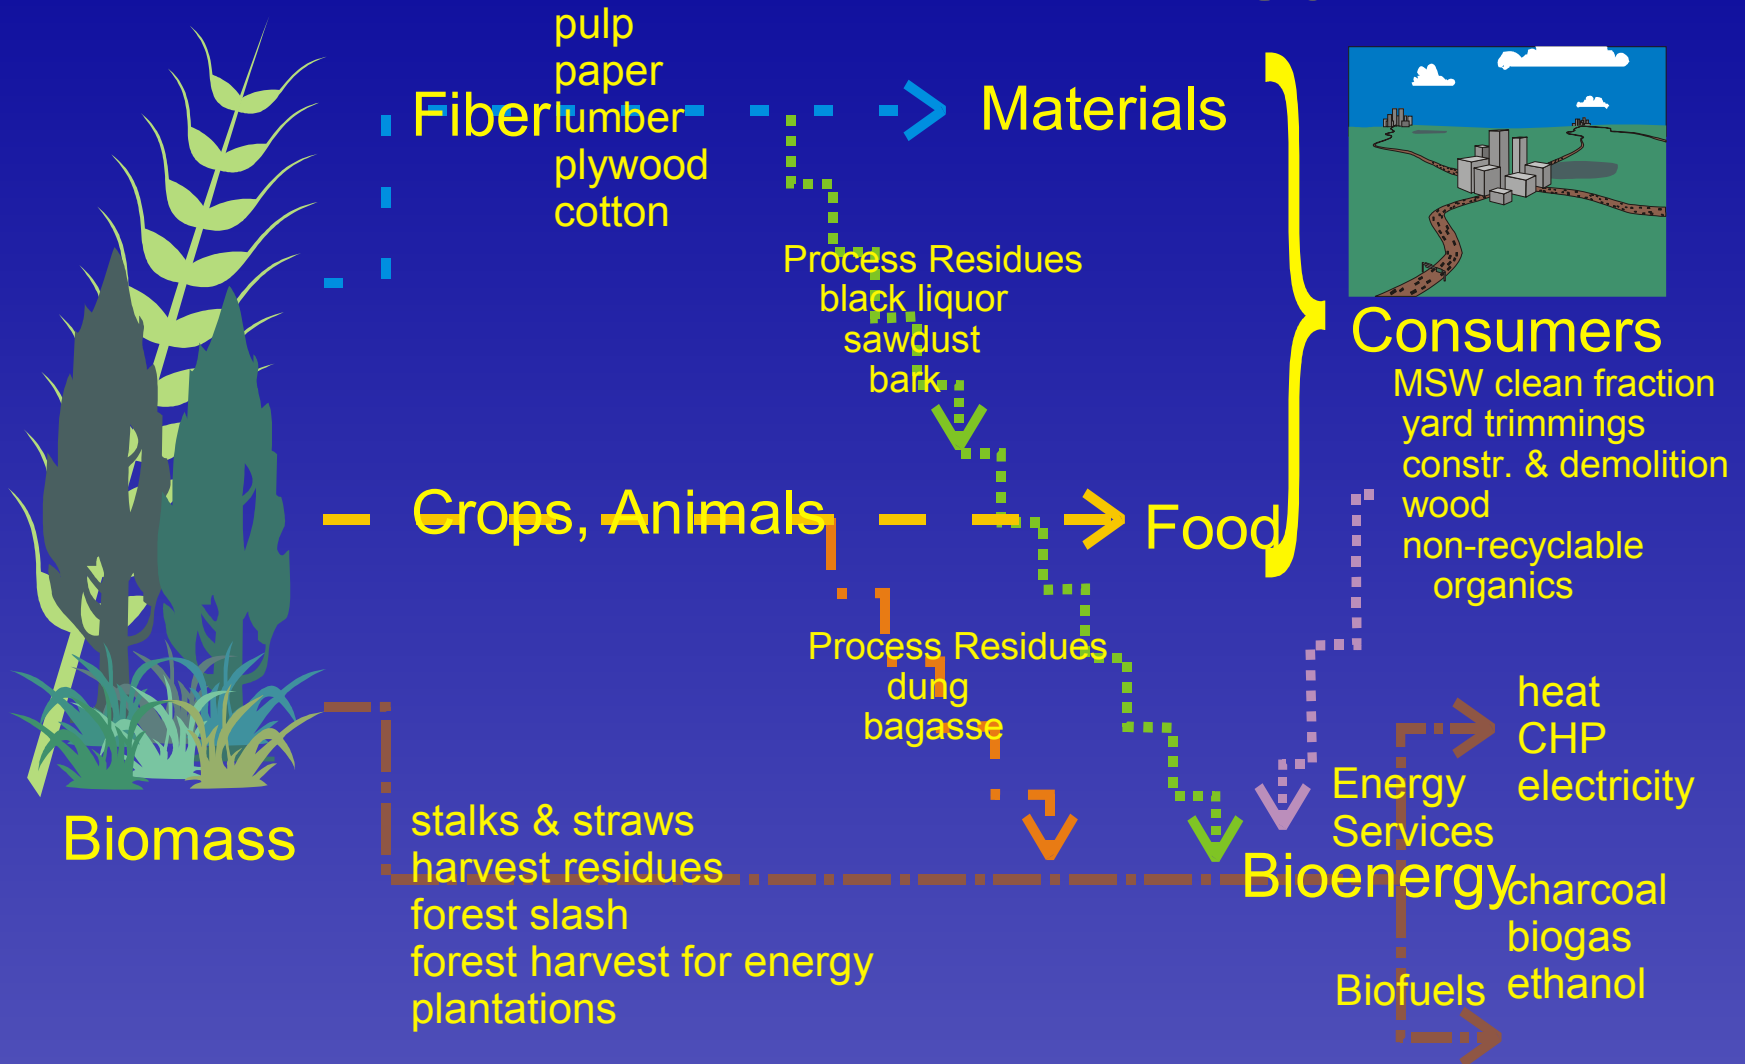 pulp
paper
Fiber
lumber
plywood
cotton
Materials
Process Residues
black liquor
sawdust
bark
Consumers
MSW clean fraction
yard trimmings
constr. & demolition
wood
non-recyclable
organics
Crops, Animals
Food
Process Residues
dung
bagasse
Biomass
stalks & straws
harvest residues
forest slash
forest harvest for energy
plantations
Energy
Services
Bioenergy
heat
CHP
electricity
charcoal
biogas
ethanol
Biofuels